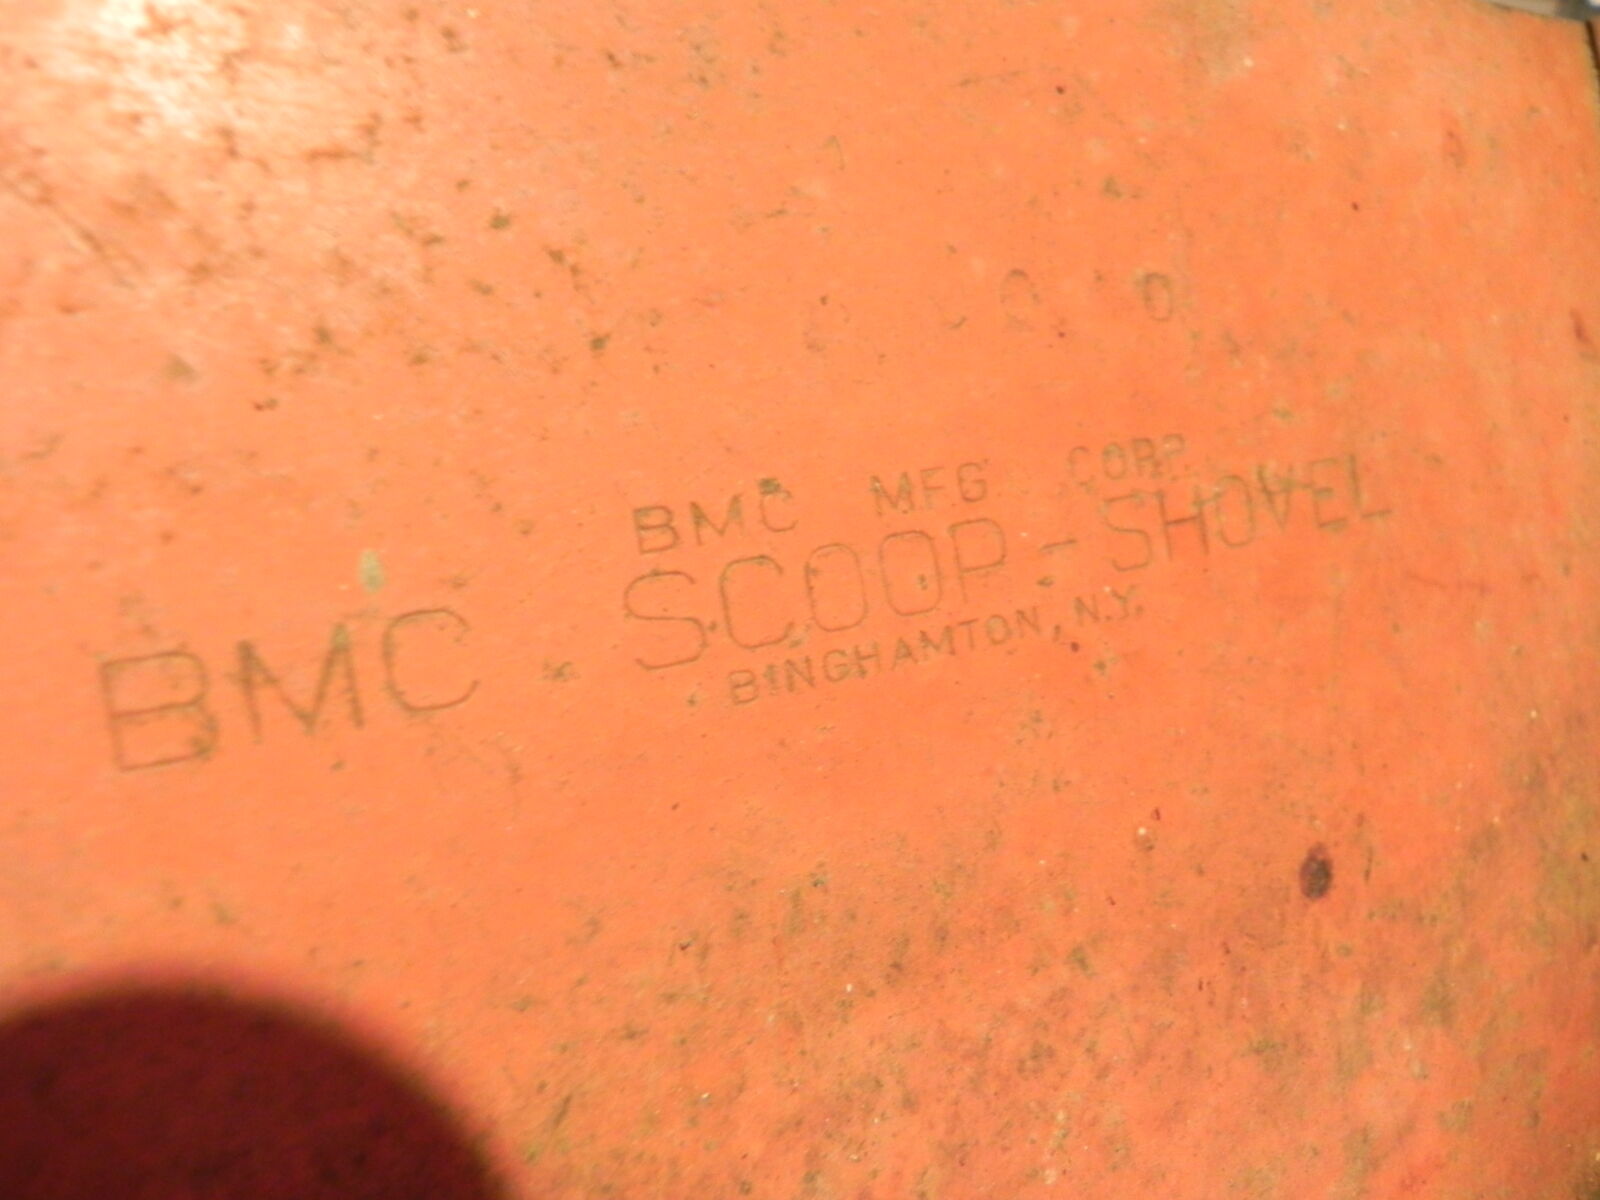 BMC MFG CORP.
BMC SCOOP-SHOVEL
BINGHAMTON, N.Y.